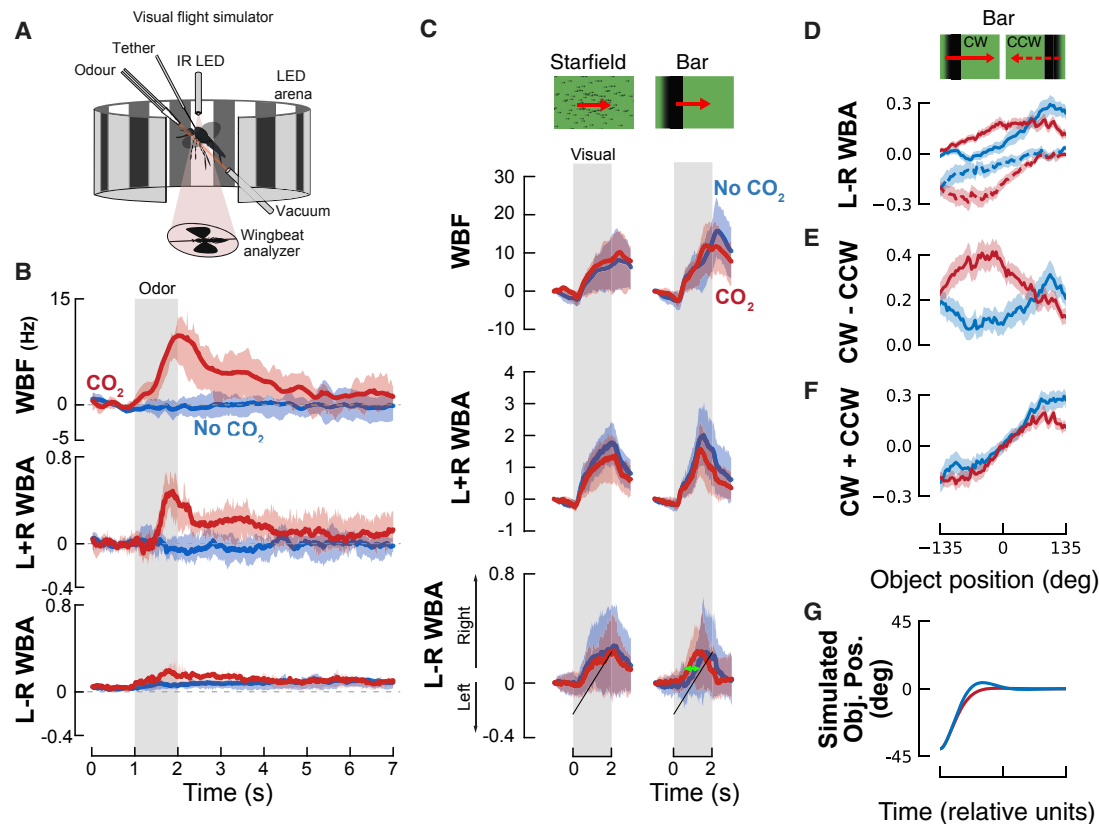 A
Visual flight simulator
Tether
Odour
IR LED
LED
arena
Vacuum
Wingbeat
analyzer
B
Odor
WBF (Hz)
15
0
-5
CO2
No CO2
L+R WBA
0.8
0
-0.4
L-R WBA
0.8
0
-0.4
0 1 2 3 4 5 6 7
Time (s)
C
Starfield
Bar
Visual
WBF
30
20
10
0
-10
No CO2
CO2
L+R WBA
4
3
2
1
0
-1
L-R WBA
Right
Left
0.8
0
-0.4
0 2 0 2
Time (s)
D
Bar
CW
CCW
L-R WBA
0.3
0.0
−0.3
E
CW - CCW
0.4
0.2
0.0
F
CW + CCW
0.3
0.0
−0.3
−135 0 135
Object position (deg)
G
Simulated
Obj. Pos.
(deg)
45
0
-45
Time (relative units)